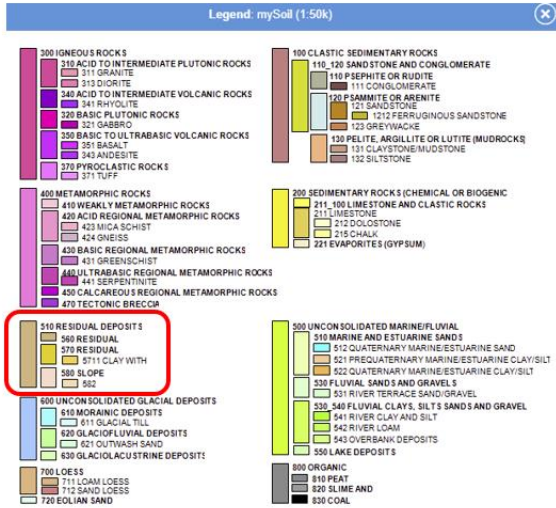 Legend: mySoil (1:50k)
300 IGNEOUS ROCKS
310 ACID TO INTERMEDIATE PLUTONIC ROCKS
311 GRANITE
313 DIORITE
340 ACID TO INTERMEDIATE VOLCANIC ROCKS
341 RHYOLITE
320 BASIC PLUTONIC ROCKS
321 GABBRO
350 BASIC TO ULTRABASIC VOLCANIC ROCKS
351 BASALT
343 ANDESITE
370 PYROCLASTIC ROCKS
371 TUFF
400 METAMORPHIC ROCKS
410 WEAKLY METAMORPHIC ROCKS
420 ACID REGIONAL METAMORPHIC ROCKS
423 MICA SCHIST
424 GNEISS
430 BASIC REGIONAL METAMORPHIC ROCKS
431 GREENSCHIST
440 ULTRABASIC REGIONAL METAMORPHIC ROCKS
441 SERPENTINITE
450 CALCAREOUS REGIONAL METAMORPHIC ROCKS
470 TECTONIC BRECCIA
510 RESIDUAL DEPOSITS
560 RESIDUAL
570 RESIDUAL
5711 CLAY WITH
580 SLOPE
582
600 UNCONSOLIDATED GLACIAL DEPOSITS
610 MORAINIC DEPOSITS
611 GLACIAL TILL
620 GLACIOFLUVIAL DEPOSITS
621 OUTWASH SAND
630 GLACIOLACUSTRINE DEPOSITS
700 LOESS
711 LOAM LOESS
712 SAND LOESS
720 EOLIAN SAND
100 CLASTIC SEDIMENTARY ROCKS
110_120 SANDSTONE AND CONGLOMERATE
110 PSEPHITE OR RUDITE
111 CONGLOMERATE
120 PSAMMITE OR ARENITE
121 SANDSTONE
1212 FERRUGINOUS SANDSTONE
123 GREYWACKE
130 PELITE, ARGILLITE OR LUTITE (MUDROCKS)
131 CLAYSTONE/MUDSTONE
132 SILTSTONE
200 SEDIMENTARY ROCKS (CHEMICAL OR BIOGENIC
211_100 LIMESTONE AND CLASTIC ROCKS
211 LIMESTONE
212 DOLOSTONE
215 CHALK
221 EVAPORITES (GYPSUM)
500 UNCONSOLIDATED MARINE/FLUVIAL
510 MARINE AND ESTUARINE SANDS
512 QUATERNARY MARINE/ESTUARINE SAND
521 PREQUATERNARY MARINE/ESTUARINE CLAY/SILT
522 QUATERNARY MARINE/ESTUARINE CLAY/SILT
530 FLUVIAL SANDS AND GRAVELS
531 RIVER TERRACE SAND/GRAVEL
530_540 FLUVIAL CLAYS, SILTS SANDS AND GRAVEL
541 RIVER CLAY AND SILT
542 RIVER LOAM
543 OVERBANK DEPOSITS
550 LAKE DEPOSITS
800 ORGANIC
810 PEAT
820 SLIME AND
830 COAL